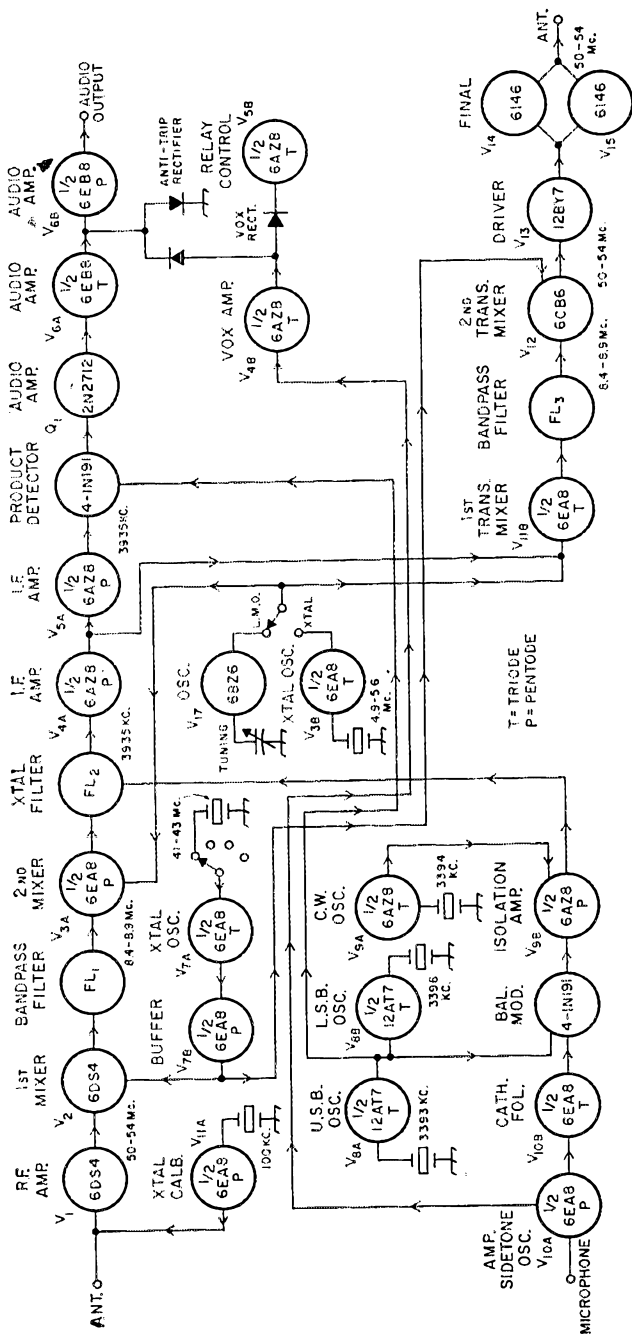 R.F. AMP.
V1
6DS4
1ST MIXER
V2
6DS4
50-54 Mc.
BANDPASS FILTER
FL1
8.4-8.9 Mc.
2ND MIXER
V3A
1/2 6EA8 P
XTAL FILTER
FL2
3935 KC.
I.F. AMP.
V4A
1/2 6AZ8 P
I.F. AMP.
V5A
1/2 6AZ8 P
3935 KC.
PRODUCT DETECTOR
4-1N191
AUDIO AMP.
Q1
2N2712
AUDIO AMP.
V6A
1/2 6EB8 T
AUDIO AMP.
V6B
1/2 6EB8 P
AUDIO OUTPUT
ANT.
XTAL CALB.
V11A
1/2 6EA8 P
100 KC.
BUFFER
V7B
1/2 6EA8 P
XTAL OSC.
V7A
1/2 6EA8 T
41-43 Mc.
ANTI-TRIP RECTIFIER
RELAY CONTROL
V5B
1/2 6AZ8 T
VOX RECT.
VOX AMP.
V4B
1/2 6AZ8 T
L.M.O.
XTAL
OSC.
V17
6BZ6
TUNING
XTAL OSC.
V3B
1/2 6EA8 T
4.9-5.6 Mc.
U.S.B. OSC.
V8A
1/2 12AT7 T
3393 KC.
L.S.B. OSC.
V8B
1/2 12AT7 T
3396 KC.
C.W. OSC.
V9A
1/2 6AZ8 T
3394 KC.
MICROPHONE
AMP. SIDETONE OSC.
V10A
1/2 6EA8 P
CATH. FOL.
V10B
1/2 6EA8 T
BAL. MOD.
4-1N191
ISOLATION AMP.
V9B
1/2 6AZ8 P
T = TRIODE
P = PENTODE
1ST TRANS. MIXER
V11B
1/2 6EA8 T
BANDPASS FILTER
FL3
8.4-8.9 Mc.
2ND TRANS. MIXER
V12
6CB6
50-54 Mc.
DRIVER
V13
12BY7
FINAL
V14
6146
V15
6146
ANT.
50-54 Mc.